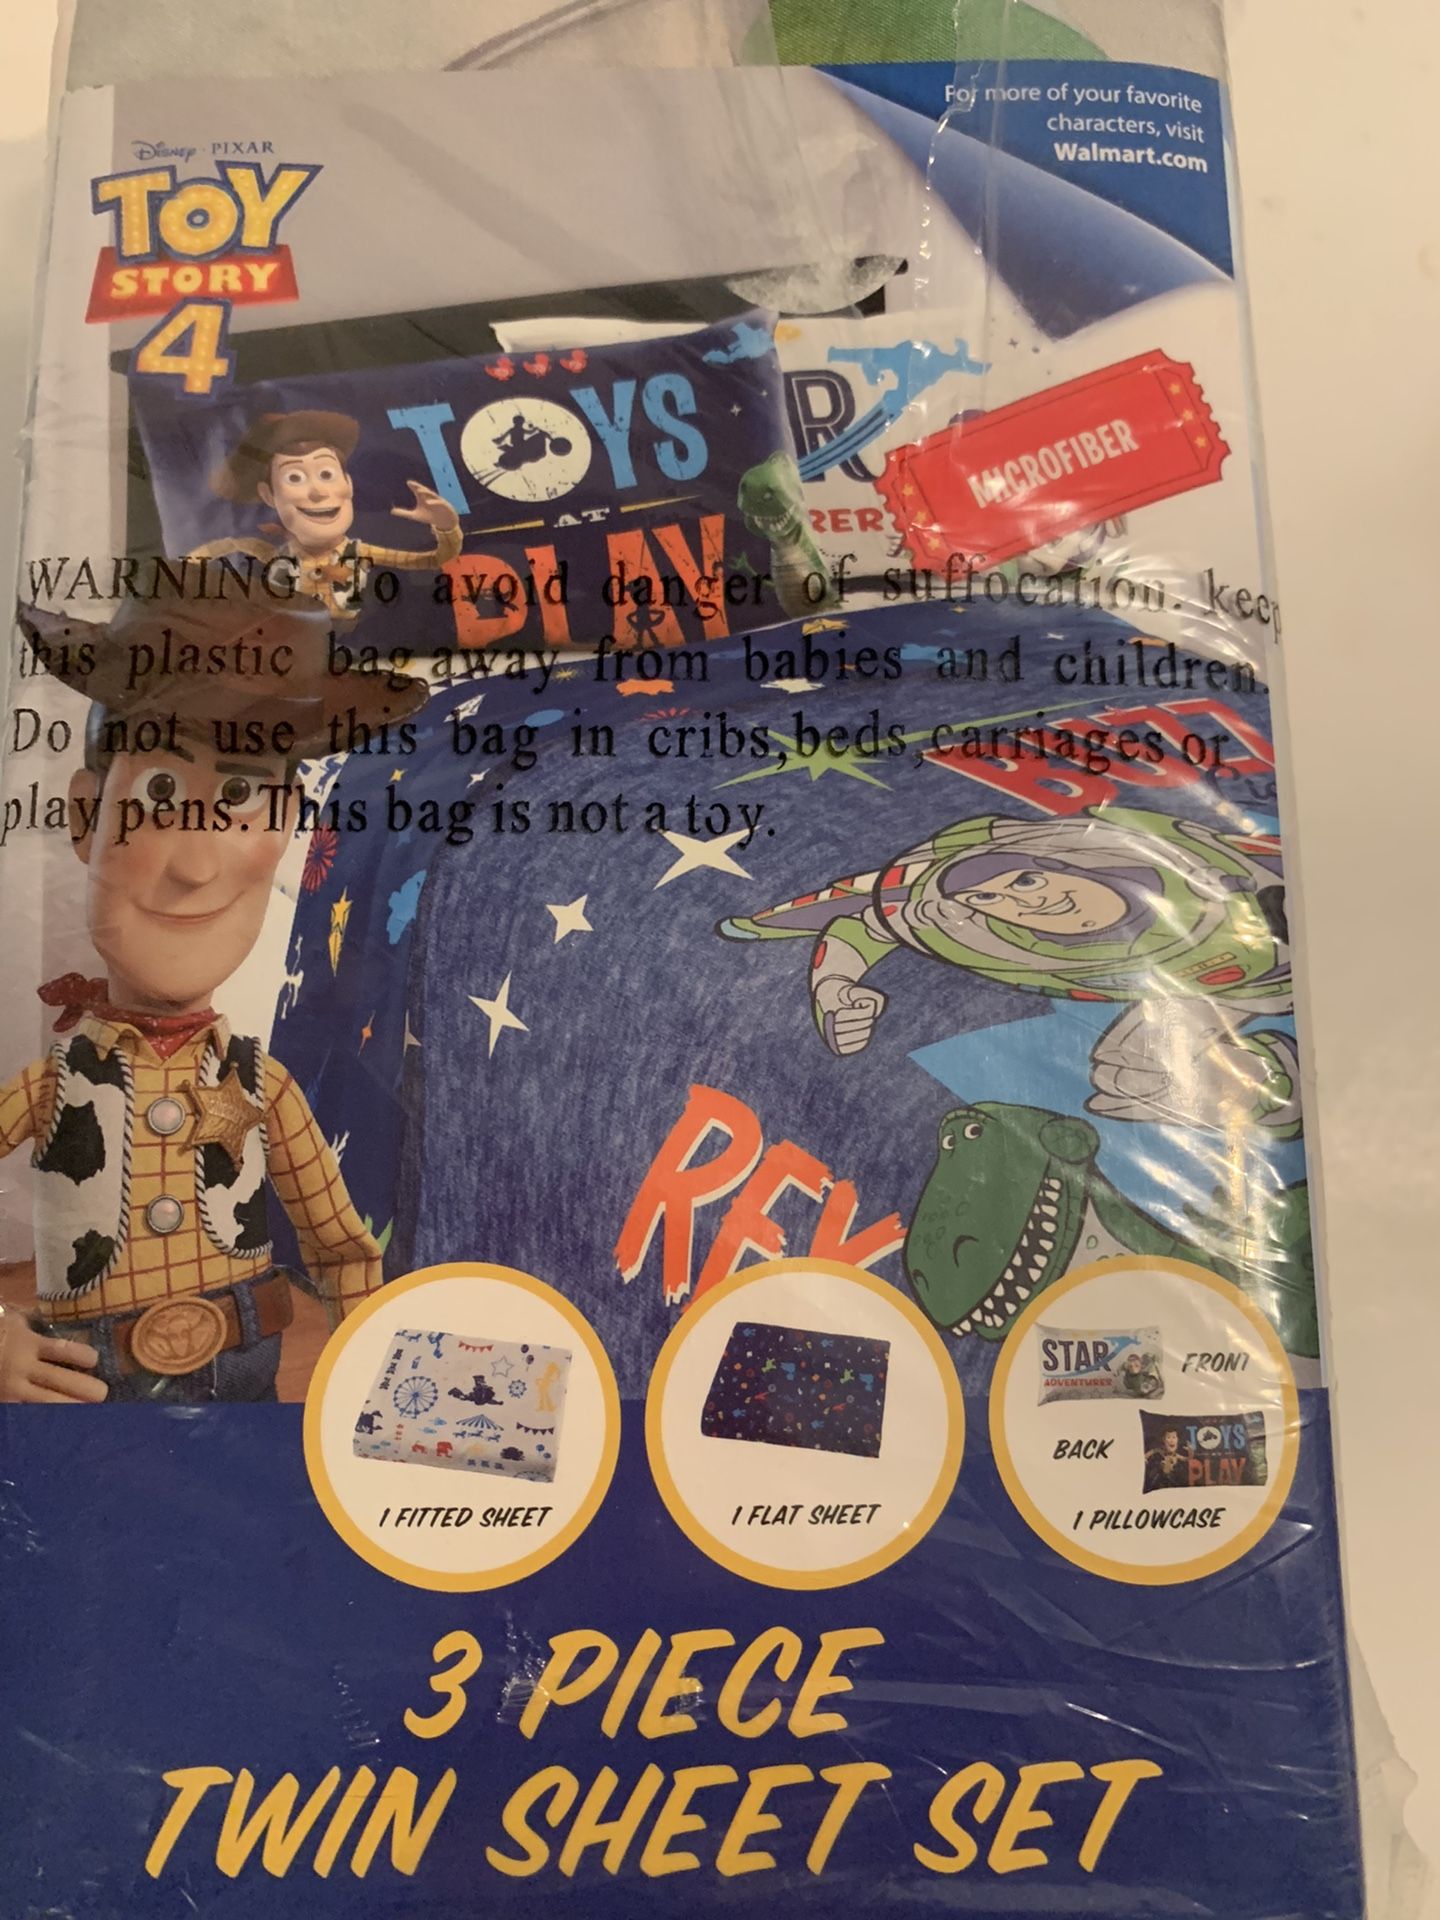 For more of your favorite
characters, visit
Walmart.com
Disney · PIXAR
TOY
STORY
4
TOYS
AT
PLAY
R
RER
MICROFIBER
WARNING: To avoid danger of suffocation. keep
this plastic bag away from babies and children.
Do not use this bag in cribs,beds,carriages or
play pens. This bag is not a toy.
BUZZ
REX
STAR
ADVENTURER
FRONT
BACK
TOYS
PLAY
1 FITTED SHEET
1 FLAT SHEET
1 PILLOWCASE
3 PIECE
TWIN SHEET SET